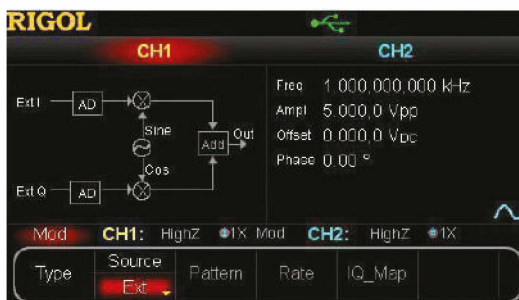 RIGOL
CH1 CH2
Ext I AD Sine Add Out
Cos
Ext Q AD
Freq 1.000,000,000 kHz
Ampl 5.000,0 Vpp
Offset 0.000,0 VDC
Phase 0.00 °
Mod CH1: HighZ 1X Mod CH2: HighZ 1X
Type Source Ext Pattern Rate IQ_Map